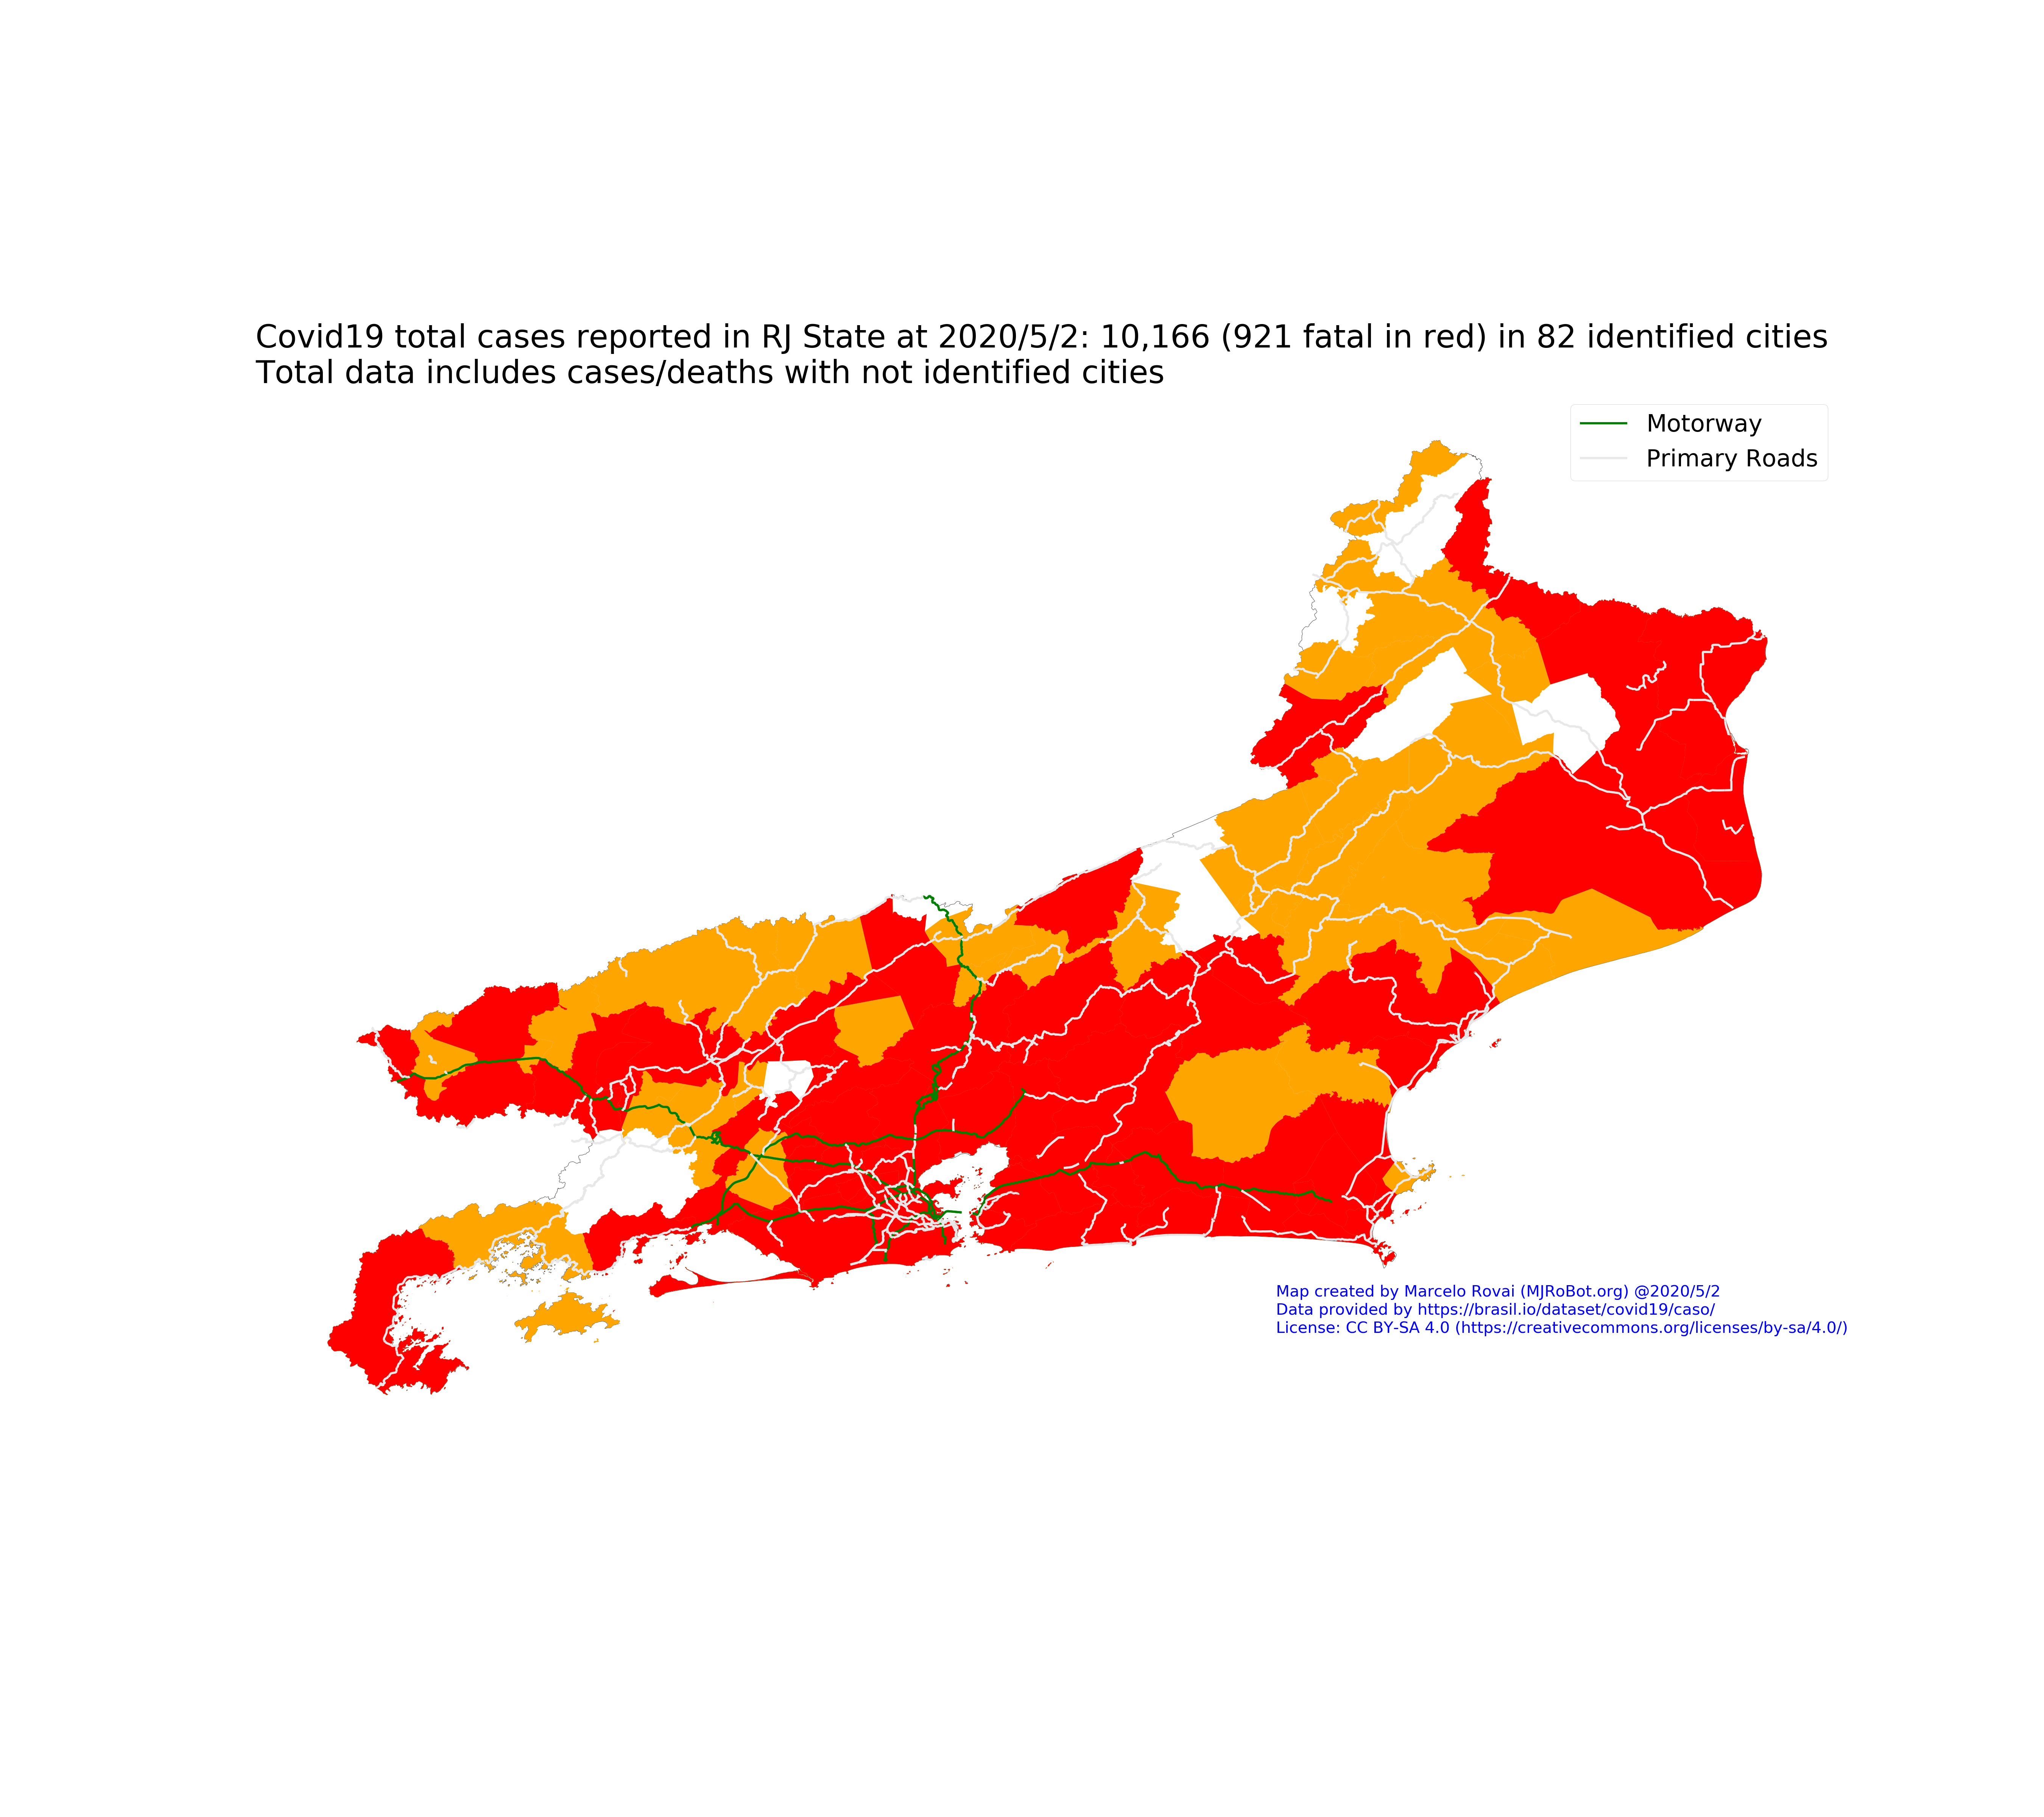 Covid19 total cases reported in RJ State at 2020/5/2: 10,166 (921 fatal in red) in 82 identified cities
Total data includes cases/deaths with not identified cities
Motorway
Primary Roads
Map created by Marcelo Rovai (MJRoBot.org) @2020/5/2
Data provided by https://brasil.io/dataset/covid19/caso/
License: CC BY-SA 4.0 (https://creativecommons.org/licenses/by-sa/4.0/)